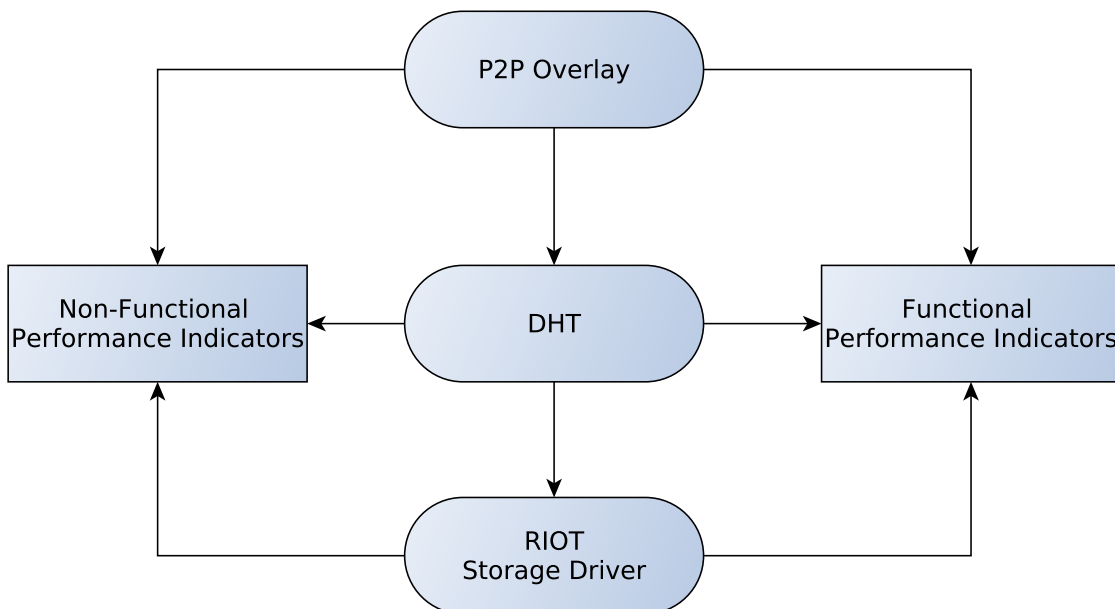 P2P Overlay
Non-Functional
Performance Indicators
DHT
Functional
Performance Indicators
RIOT
Storage Driver